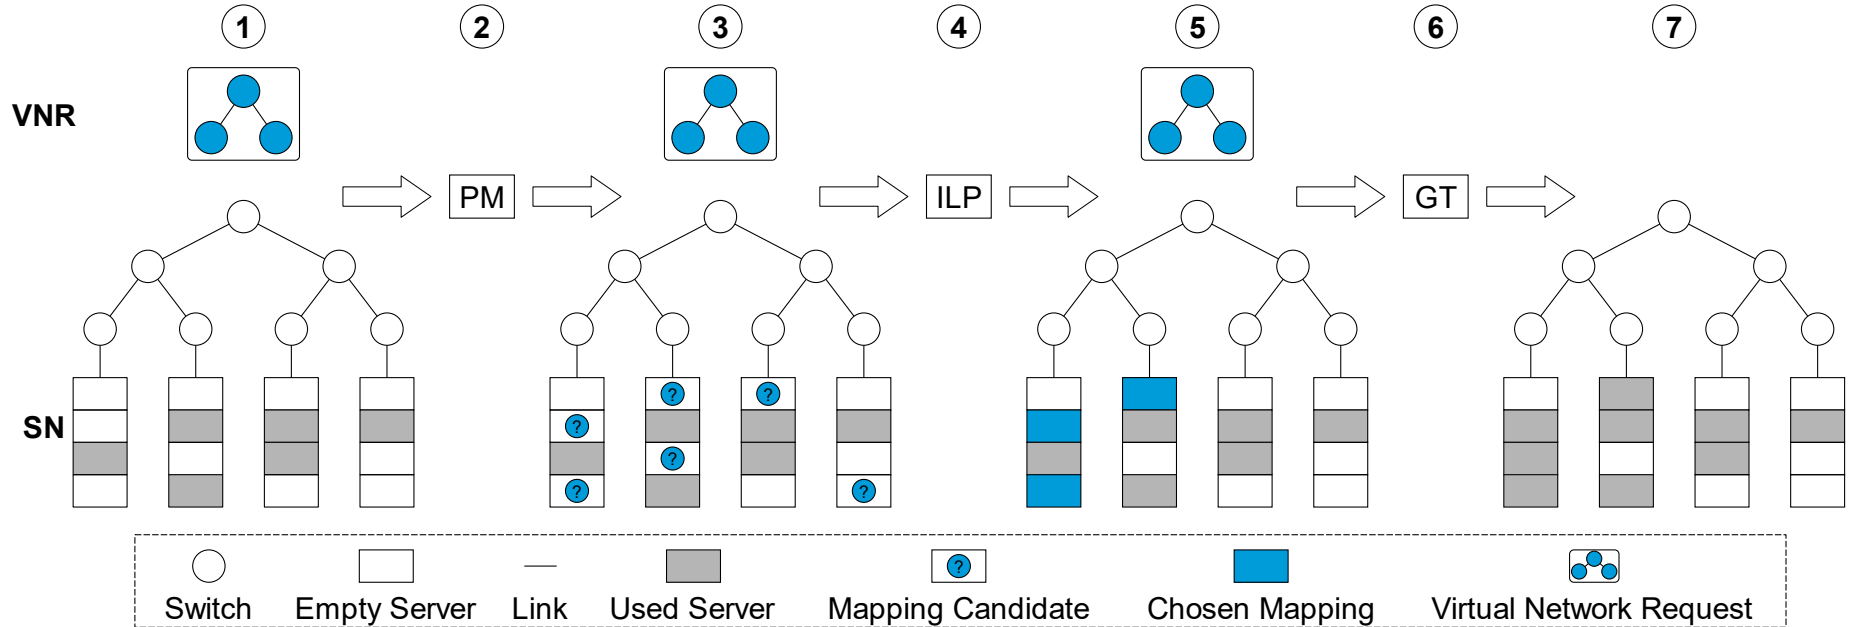 1 2 3 4 5 6 7
VNR
PM ILP GT
? ?
?
?
? ?
SN
Switch Empty Server Link Used Server Mapping Candidate Chosen Mapping Virtual Network Request
?